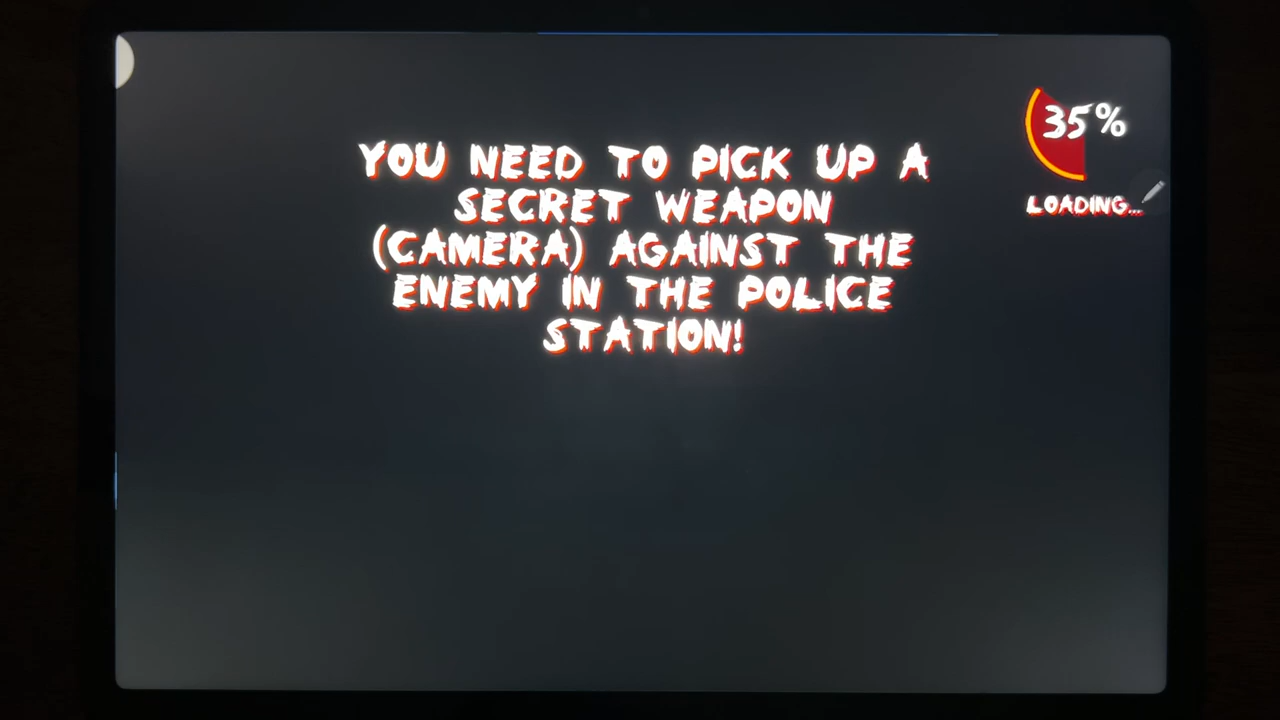 YOU NEED TO PICK UP A
SECRET WEAPON
(CAMERA) AGAINST THE
ENEMY IN THE POLICE
STATION!
35%
LOADING...